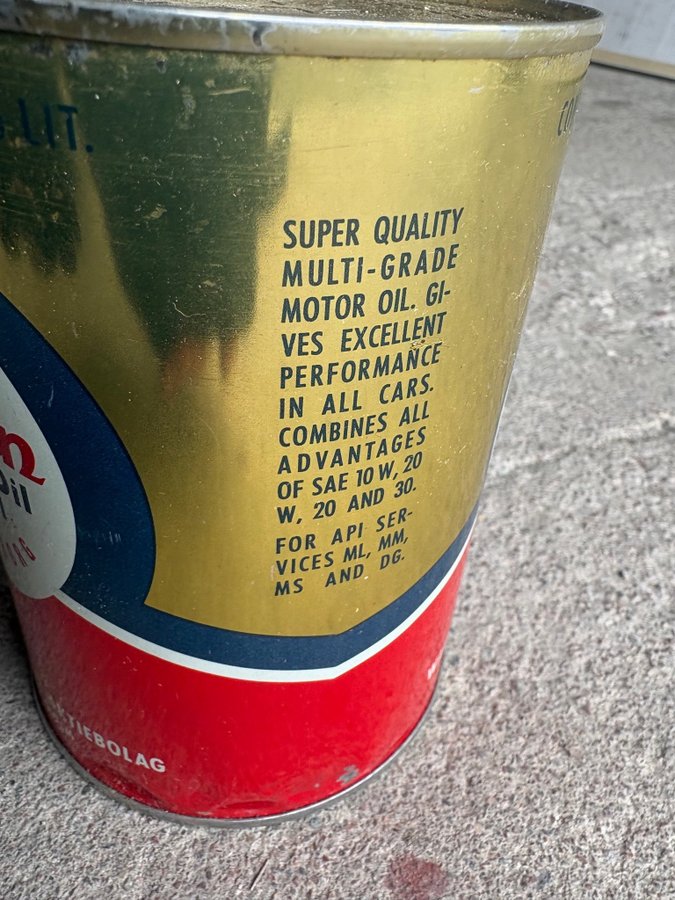 LIT.
SUPER QUALITY
MULTI-GRADE
MOTOR OIL. GI-
VES EXCELLENT
PERFORMANCE
IN ALL CARS.
COMBINES ALL
ADVANTAGES
OF SAE 10 W, 20
W, 20 AND 30.
FOR API SER-
VICES ML, MM,
MS AND DG.
Oil
KTIEBOLAG